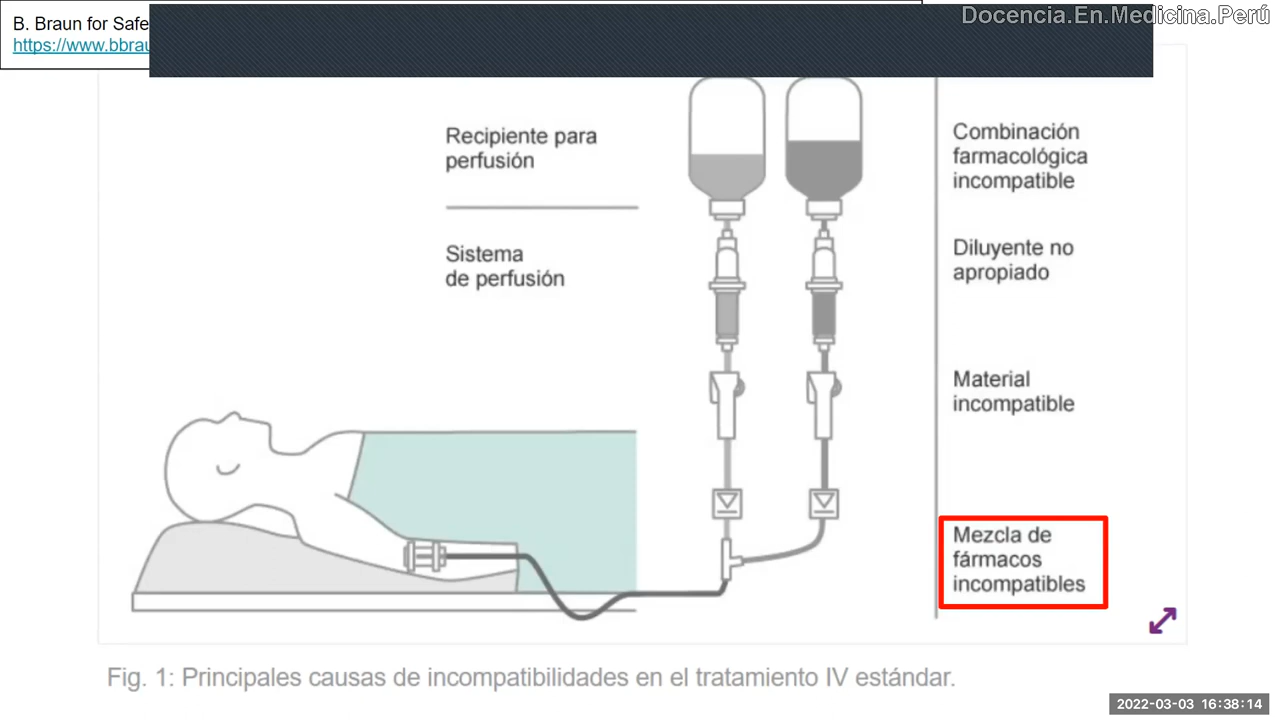 B. Braun for Safe
https://www.bbrau
Docencia.En.Medicina.Perú
Recipiente para
perfusión
Sistema
de perfusión
Combinación
farmacológica
incompatible
Diluyente no
apropiado
Material
incompatible
Mezcla de
fármacos
incompatibles
Fig. 1: Principales causas de incompatibilidades en el tratamiento IV estándar.
2022-03-03 16:38:14